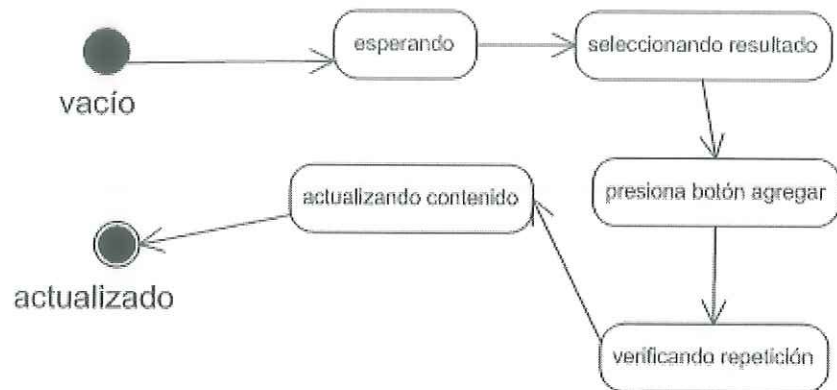 vacío
esperando
seleccionando resultado
presiona botón agregar
verificando repetición
actualizando contenido
actualizado